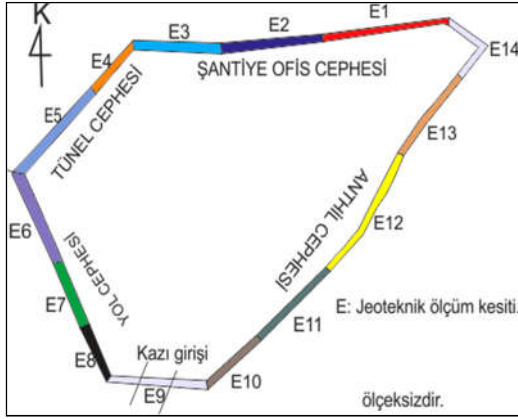 K
E1
E2
E3
E14
E4
ŞANTİYE OFİS CEPHESİ
E5
TÜNEL CEPHESİ
E13
ANTHİL CEPHESİ
E12
E6
YOL CEPHESİ
E: Jeoteknik ölçüm kesiti.
E7
E11
Kazı girişi
E8
E9
E10
ölçeksizdir.